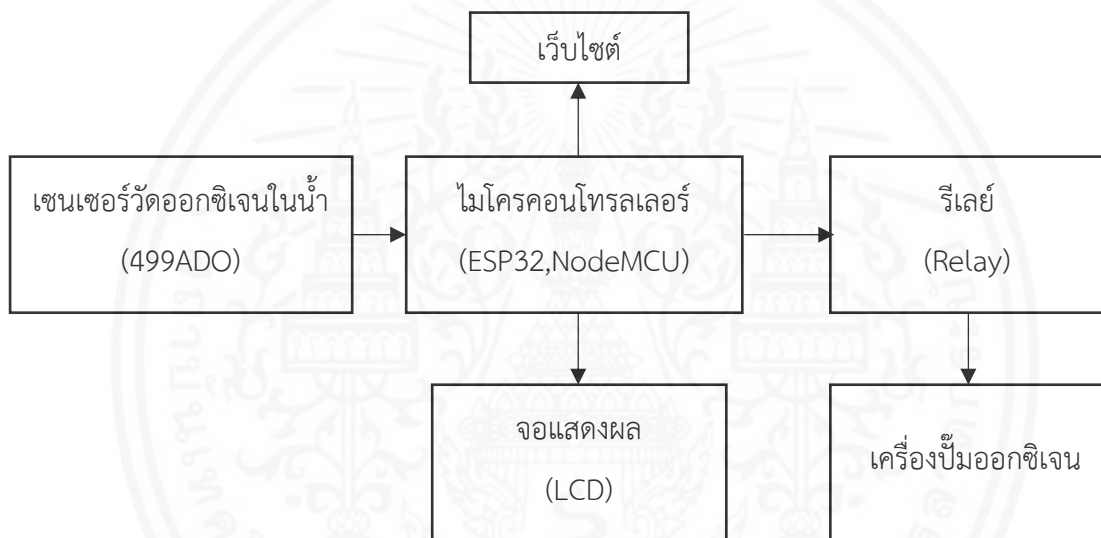 เว็บไซต์
เซนเซอร์วัดออกซิเจนในน้ำ
(499ADO)
ไมโครคอนโทรลเลอร์
(ESP32,NodeMCU)
รีเลย์
(Relay)
จอแสดงผล
(LCD)
เครื่องปั๊มออกซิเจน